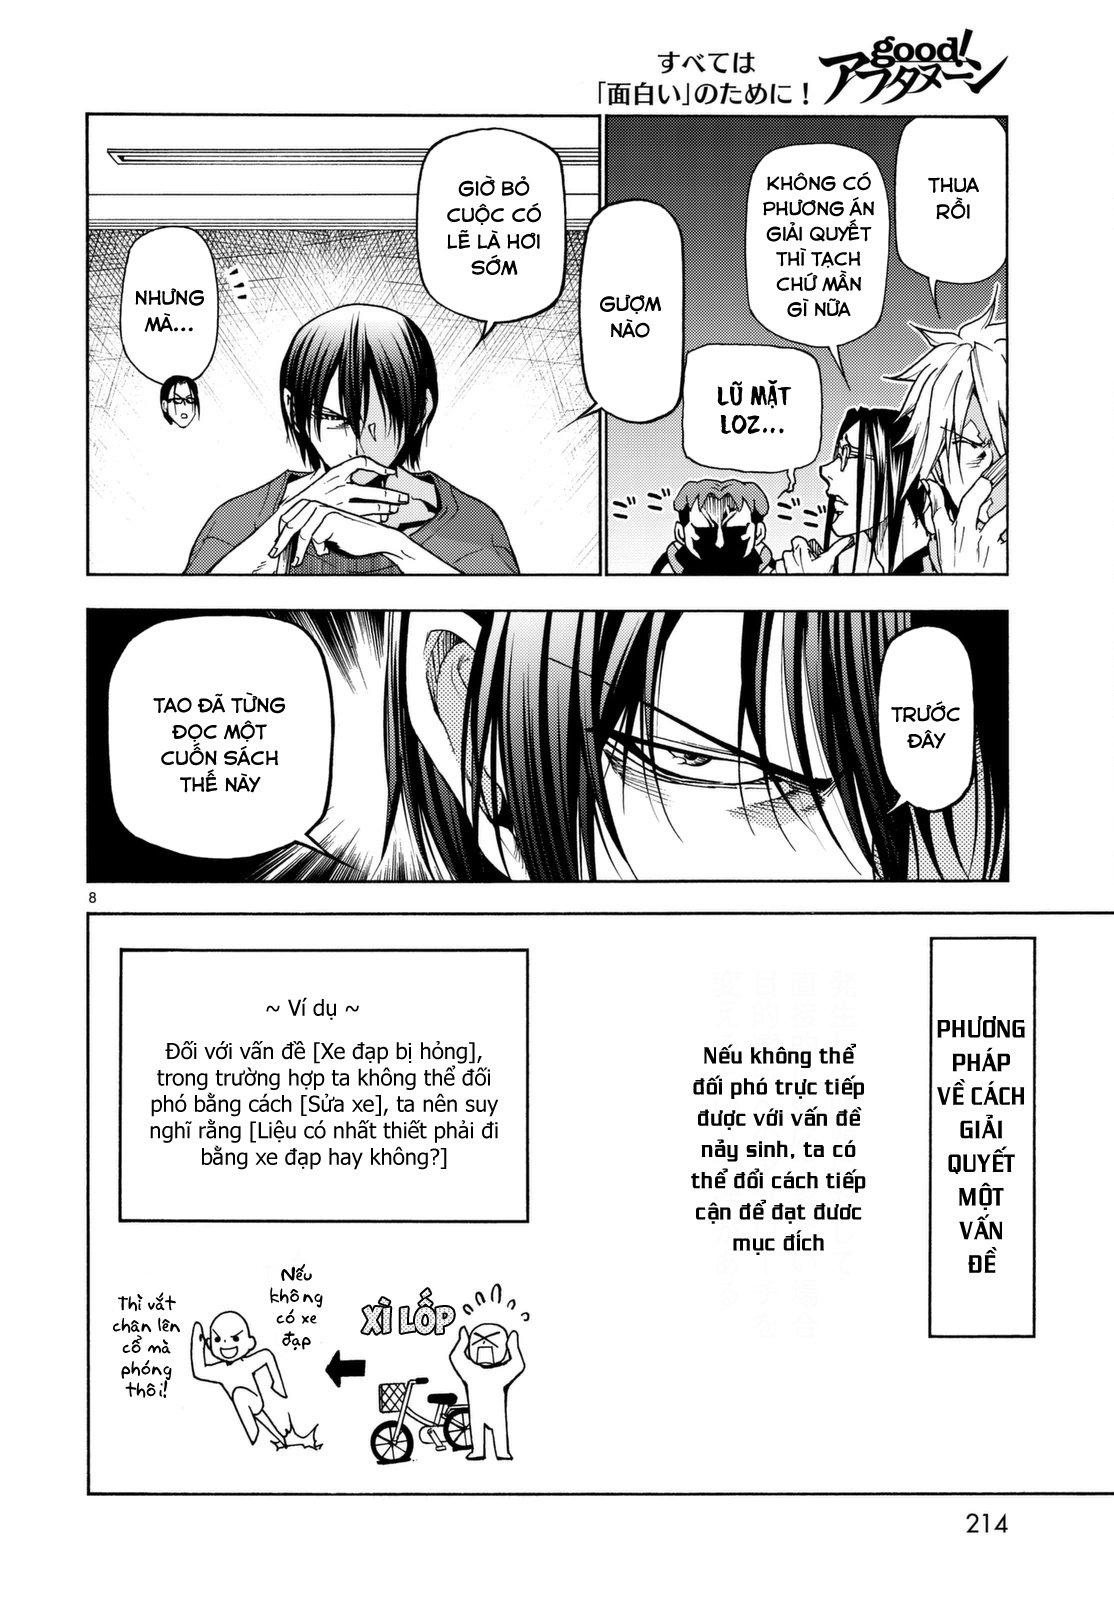 すべては
「面白い」のために！
good!
アフタヌーン
THUA
RỒI
KHÔNG CÓ
PHƯƠNG ÁN
GIẢI QUYẾT
THÌ TẠCH
CHỨ MẦN
GÌ NỮA
LŨ MẶT
LOZ...
GƯỢM
NÀO
GIỜ BỎ
CUỘC CÓ
LẼ LÀ HƠI
SỚM
NHƯNG
MÀ...
TRƯỚC
ĐÂY
TAO ĐÃ TỪNG
ĐỌC MỘT
CUỐN SÁCH
THẾ NÀY
8
PHƯƠNG
PHÁP
VỀ CÁCH
GIẢI
QUYẾT
MỘT
VẤN
ĐỀ
Nếu không thể
đối phó trực tiếp
được với vấn đề
nảy sinh, ta có
thể đổi cách tiếp
cận để đạt đươc
mục đích
~ Ví dụ ~
Đối với vấn đề [Xe đạp bị hỏng],
trong trường hợp ta không thể đối
phó bằng cách [Sửa xe], ta nên suy
nghĩ rằng [Liệu có nhất thiết phải đi
bằng xe đạp hay không?]
XÌ LỐP
Nếu
không
có xe
đạp
Thì vắt
chân lên
cổ mà
phóng
thôi!
214